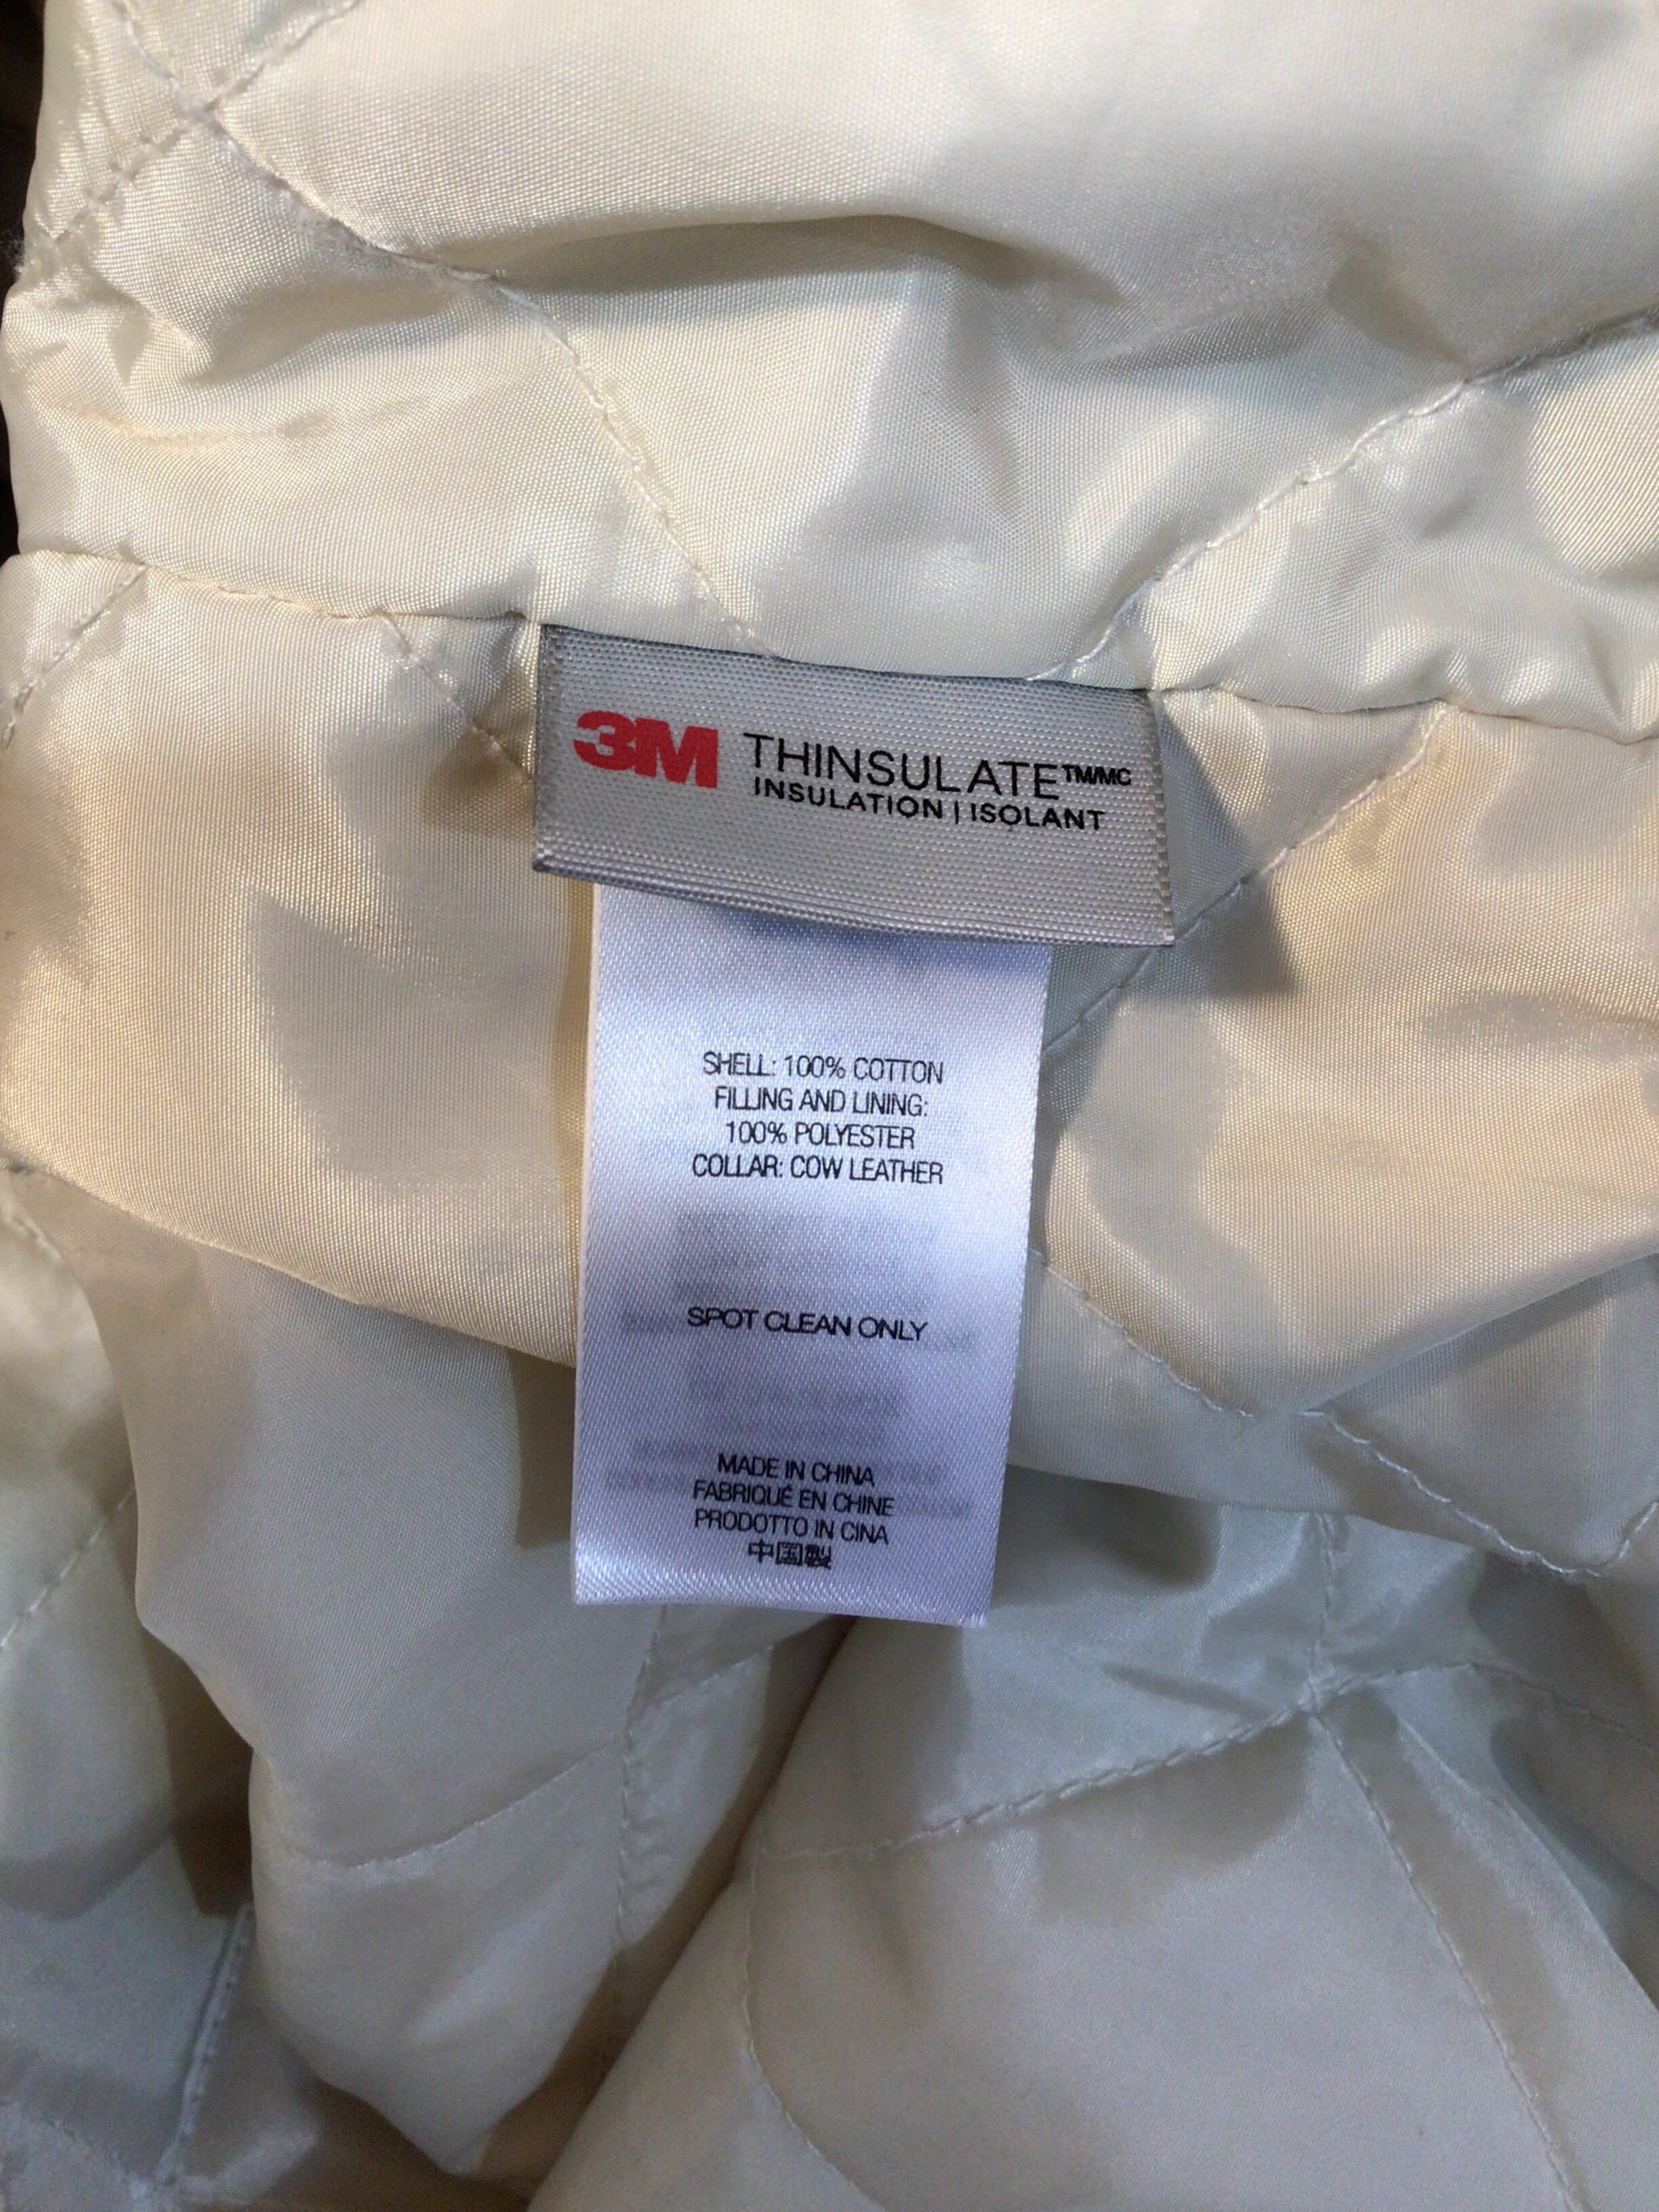 3M THINSULATE™/MC
INSULATION | ISOLANT
SHELL: 100% COTTON
FILLING AND LINING:
100% POLYESTER
COLLAR: COW LEATHER
SPOT CLEAN ONLY
MADE IN CHINA
FABRIQUÉ EN CHINE
PRODOTTO IN CINA
中国製